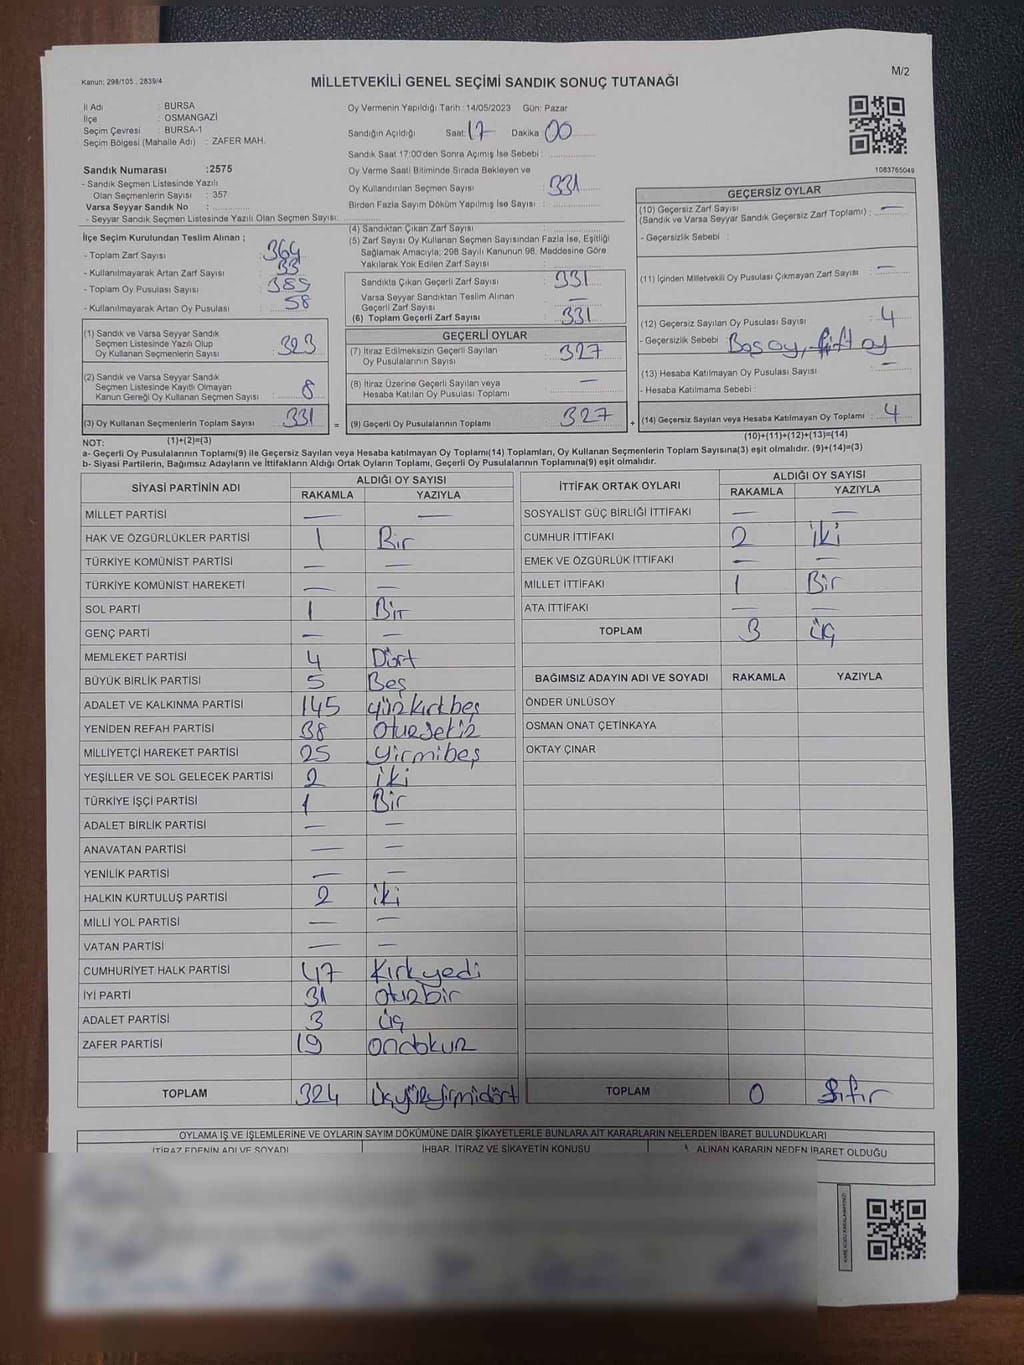 Kanun: 298/105 , 2839/4
MİLLETVEKİLİ GENEL SEÇİMİ SANDIK SONUÇ TUTANAĞI
M/2
İl Adı : BURSA
İlçe : OSMANGAZİ
Seçim Çevresi : BURSA-1
Seçim Bölgesi (Mahalle Adı) : ZAFER MAH.
Oy Vermenin Yapıldığı Tarih :14/05/2023 Gün: Pazar
Sandığın Açıldığı Saat 17 Dakika 00
Sandık Saat 17:00'den Sonra Açımış İse Sebebi :
Oy Verme Saati Bitiminde Sırada Bekleyen ve
Oy Kullandırılan Seçmen Sayısı : 331
Birden Fazla Sayım Döküm Yapılmış İse Sayısı :
1083765049
Sandık Numarası :2575
- Sandık Seçmen Listesinde Yazılı
Olan Seçmenlerin Sayısı : 357
Varsa Seyyar Sandık No :
- Seyyar Sandık Seçmen Listesinde Yazılı Olan Seçmen Sayısı:
İlçe Seçim Kurulundan Teslim Alınan ;
- Toplam Zarf Sayısı : 364
- Kullanılmayarak Artan Zarf Sayısı : 33
- Toplam Oy Pusulası Sayısı : 389
- Kullanılmayarak Artan Oy Pusulası : 58
(1) Sandık ve Varsa Seyyar Sandık
Seçmen Listesinde Yazılı Olup
Oy Kullanan Seçmenlerin Sayısı : 323
(2) Sandık ve Varsa Seyyar Sandık
Seçmen Listesinde Kayıtlı Olmayan
Kanun Gereği Oy Kullanan Seçmen Sayısı : 8
(3) Oy Kullanan Seçmenlerin Toplam Sayısı : 331
(4) Sandıktan Çıkan Zarf Sayısı :
(5) Zarf Sayısı Oy Kullanan Seçmen Sayısından Fazla İse, Eşitliği
Sağlamak Amacıyla, 298 Sayılı Kanunun 98. Maddesine Göre
Yakılarak Yok Edilen Zarf Sayısı :
Sandıkta Çıkan Geçerli Zarf Sayısı : 331
Varsa Seyyar Sandıktan Teslim Alınan
Geçerli Zarf Sayısı : —
(6) Toplam Geçerli Zarf Sayısı : 331
GEÇERLİ OYLAR
(7) İtiraz Edilmeksizin Geçerli Sayılan
Oy Pusulalarının Sayısı : 327
(8) İtiraz Üzerine Geçerli Sayılan veya
Hesaba Katılan Oy Pusulası Toplamı : —
= (9) Geçerli Oy Pusulalarının Toplamı : 327
GEÇERSİZ OYLAR
(10) Geçersiz Zarf Sayısı
(Sandık ve Varsa Seyyar Sandık Geçersiz Zarf Toplamı) : —
- Geçersizlik Sebebi :
(11) İçinden Milletvekili Oy Pusulası Çıkmayan Zarf Sayısı : —
(12) Geçersiz Sayılan Oy Pusulası Sayısı : 4
- Geçersizlik Sebebi : Boş oy, çift oy
(13) Hesaba Katılmayan Oy Pusulası Sayısı : —
- Hesaba Katılmama Sebebi :
+ (14) Geçersiz Sayılan veya Hesaba Katılmayan Oy Toplamı : 4
NOT: (1)+(2)=(3) (10)+(11)+(12)+(13)=(14)
a- Geçerli Oy Pusulalarının Toplamı(9) ile Geçersiz Sayılan veya Hesaba katılmayan Oy Toplamı(14) Toplamları, Oy Kullanan Seçmenlerin Toplam Sayısına(3) eşit olmalıdır. (9)+(14)=(3)
b- Siyasi Partilerin, Bağımsız Adayların ve İttifakların Aldığı Ortak Oyların Toplamı, Geçerli Oy Pusulalarının Toplamına(9) eşit olmalıdır.
SİYASİ PARTİNİN ADI ALDIĞI OY SAYISI
RAKAMLA YAZIYLA
MİLLET PARTİSİ — —
HAK VE ÖZGÜRLÜKLER PARTİSİ 1 Bir
TÜRKİYE KOMÜNİST PARTİSİ — —
TÜRKİYE KOMÜNİST HAREKETİ — —
SOL PARTİ 1 Bir
GENÇ PARTİ — —
MEMLEKET PARTİSİ 4 Dört
BÜYÜK BİRLİK PARTİSİ 5 Beş
ADALET VE KALKINMA PARTİSİ 145 yüzkırkbeş
YENİDEN REFAH PARTİSİ 38 otuzsekiz
MİLLİYETÇİ HAREKET PARTİSİ 25 yirmibeş
YEŞİLLER VE SOL GELECEK PARTİSİ 2 iki
TÜRKİYE İŞÇİ PARTİSİ 1 Bir
ADALET BİRLİK PARTİSİ — —
ANAVATAN PARTİSİ — —
YENİLİK PARTİSİ — —
HALKIN KURTULUŞ PARTİSİ 2 iki
MİLLİ YOL PARTİSİ — —
VATAN PARTİSİ — —
CUMHURİYET HALK PARTİSİ 47 Kırkyedi
İYİ PARTİ 31 otuzbir
ADALET PARTİSİ 3 üç
ZAFER PARTİSİ 19 ondokuz
TOPLAM 324 üçyüzyirmidört
İTTİFAK ORTAK OYLARI ALDIĞI OY SAYISI
RAKAMLA YAZIYLA
SOSYALİST GÜÇ BİRLİĞİ İTTİFAKI — —
CUMHUR İTTİFAKI 2 iki
EMEK VE ÖZGÜRLÜK İTTİFAKI — —
MİLLET İTTİFAKI 1 Bir
ATA İTTİFAKI — —
TOPLAM 3 üç
BAĞIMSIZ ADAYIN ADI VE SOYADI RAKAMLA YAZIYLA
ÖNDER ÜNLÜSOY
OSMAN ONAT ÇETİNKAYA
OKTAY ÇINAR
TOPLAM 0 Sıfır
OYLAMA İŞ VE İŞLEMLERİNE VE OYLARIN SAYIM DÖKÜMÜNE DAİR ŞİKAYETLERLE BUNLARA AİT KARARLARIN NELERDEN İBARET BULUNDUKLARI
İTİRAZ EDENİN ADI VE SOYADI İHBAR, İTİRAZ VE ŞİKAYETİN KONUSU ALINAN KARARIN NEDEN İBARET OLDUĞU